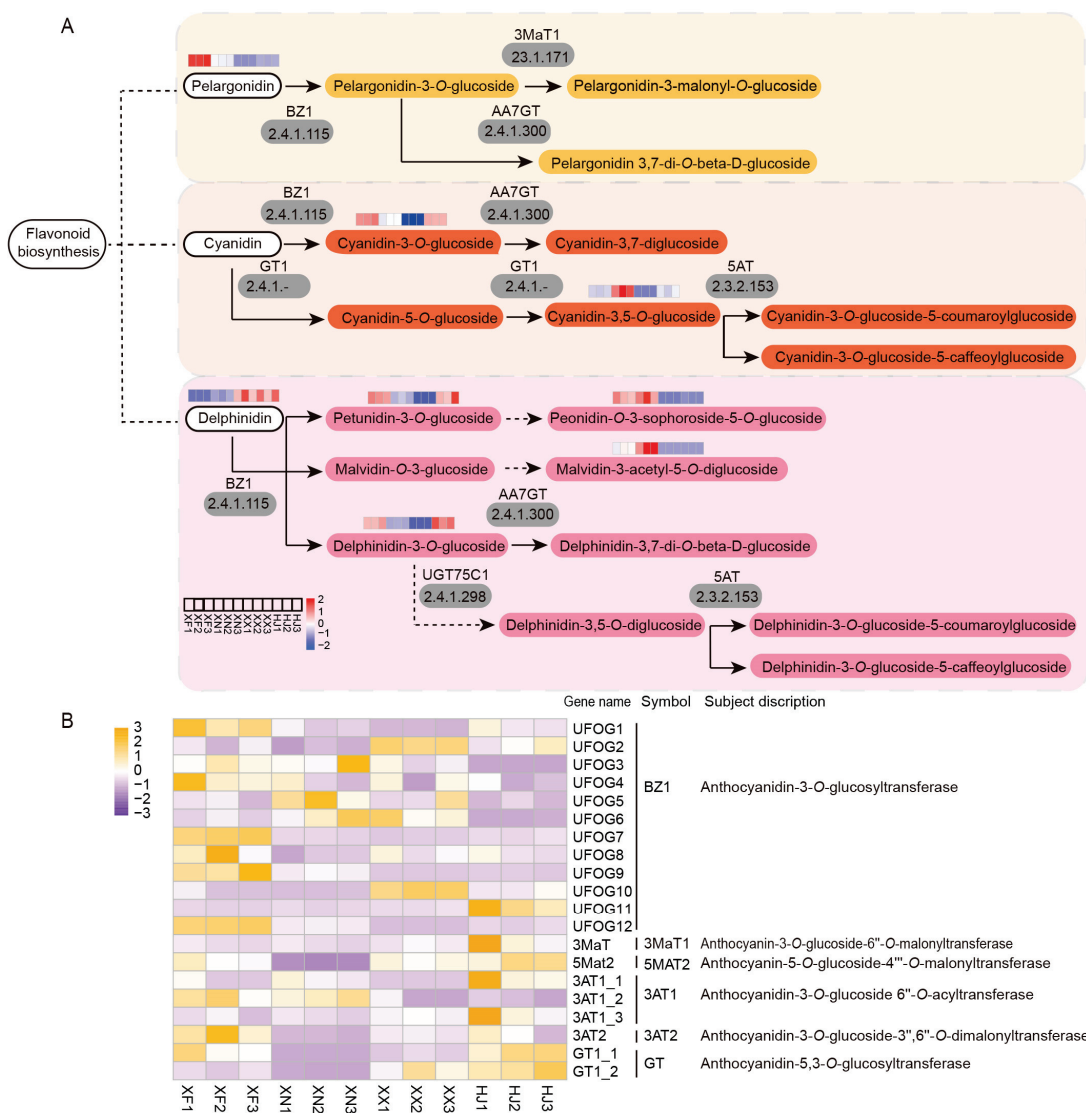 A
3MaT1
23.1.171
Pelargonidin
Pelargonidin-3-O-glucoside
Pelargonidin-3-malonyl-O-glucoside
BZ1
2.4.1.115
AA7GT
2.4.1.300
Pelargonidin 3,7-di-O-beta-D-glucoside
Flavonoid
biosynthesis
BZ1
2.4.1.115
AA7GT
2.4.1.300
Cyanidin
Cyanidin-3-O-glucoside
Cyanidin-3,7-diglucoside
GT1
2.4.1.-
GT1
2.4.1.-
5AT
2.3.2.153
Cyanidin-5-O-glucoside
Cyanidin-3,5-O-glucoside
Cyanidin-3-O-glucoside-5-coumaroylglucoside
Cyanidin-3-O-glucoside-5-caffeoylglucoside
Delphinidin
Petunidin-3-O-glucoside
Peonidin-O-3-sophoroside-5-O-glucoside
Malvidin-O-3-glucoside
Malvidin-3-acetyl-5-O-diglucoside
BZ1
2.4.1.115
AA7GT
2.4.1.300
Delphinidin-3-O-glucoside
Delphinidin-3,7-di-O-beta-D-glucoside
UGT75C1
2.4.1.298
5AT
2.3.2.153
Delphinidin-3,5-O-diglucoside
Delphinidin-3-O-glucoside-5-coumaroylglucoside
Delphinidin-3-O-glucoside-5-caffeoylglucoside
XF1 XF2 XF3 XN1 XN2 XN3 XX1 XX2 XX3 HJ1 HJ2 HJ3
2
1
0
-1
-2
B
Gene name Symbol Subject discription
3
2
1
0
−1
−2
−3
UFOG1
UFOG2
UFOG3
UFOG4
UFOG5
UFOG6
UFOG7
UFOG8
UFOG9
UFOG10
UFOG11
UFOG12
BZ1 Anthocyanidin-3-O-glucosyltransferase
3MaT 3MaT1 Anthocyanin-3-O-glucoside-6"-O-malonyltransferase
5Mat2 5MAT2 Anthocyanin-5-O-glucoside-4'"-O-malonyltransferase
3AT1_1
3AT1_2
3AT1_3
3AT1 Anthocyanidin-3-O-glucoside 6"-O-acyltransferase
3AT2 3AT2 Anthocyanin-3-O-glucoside-3",6"-O-dimalonyltransferase
GT1_1
GT1_2
GT Anthocyanidin-5,3-O-glucosyltransferase
XF1 XF2 XF3 XN1 XN2 XN3 XX1 XX2 XX3 HJ1 HJ2 HJ3